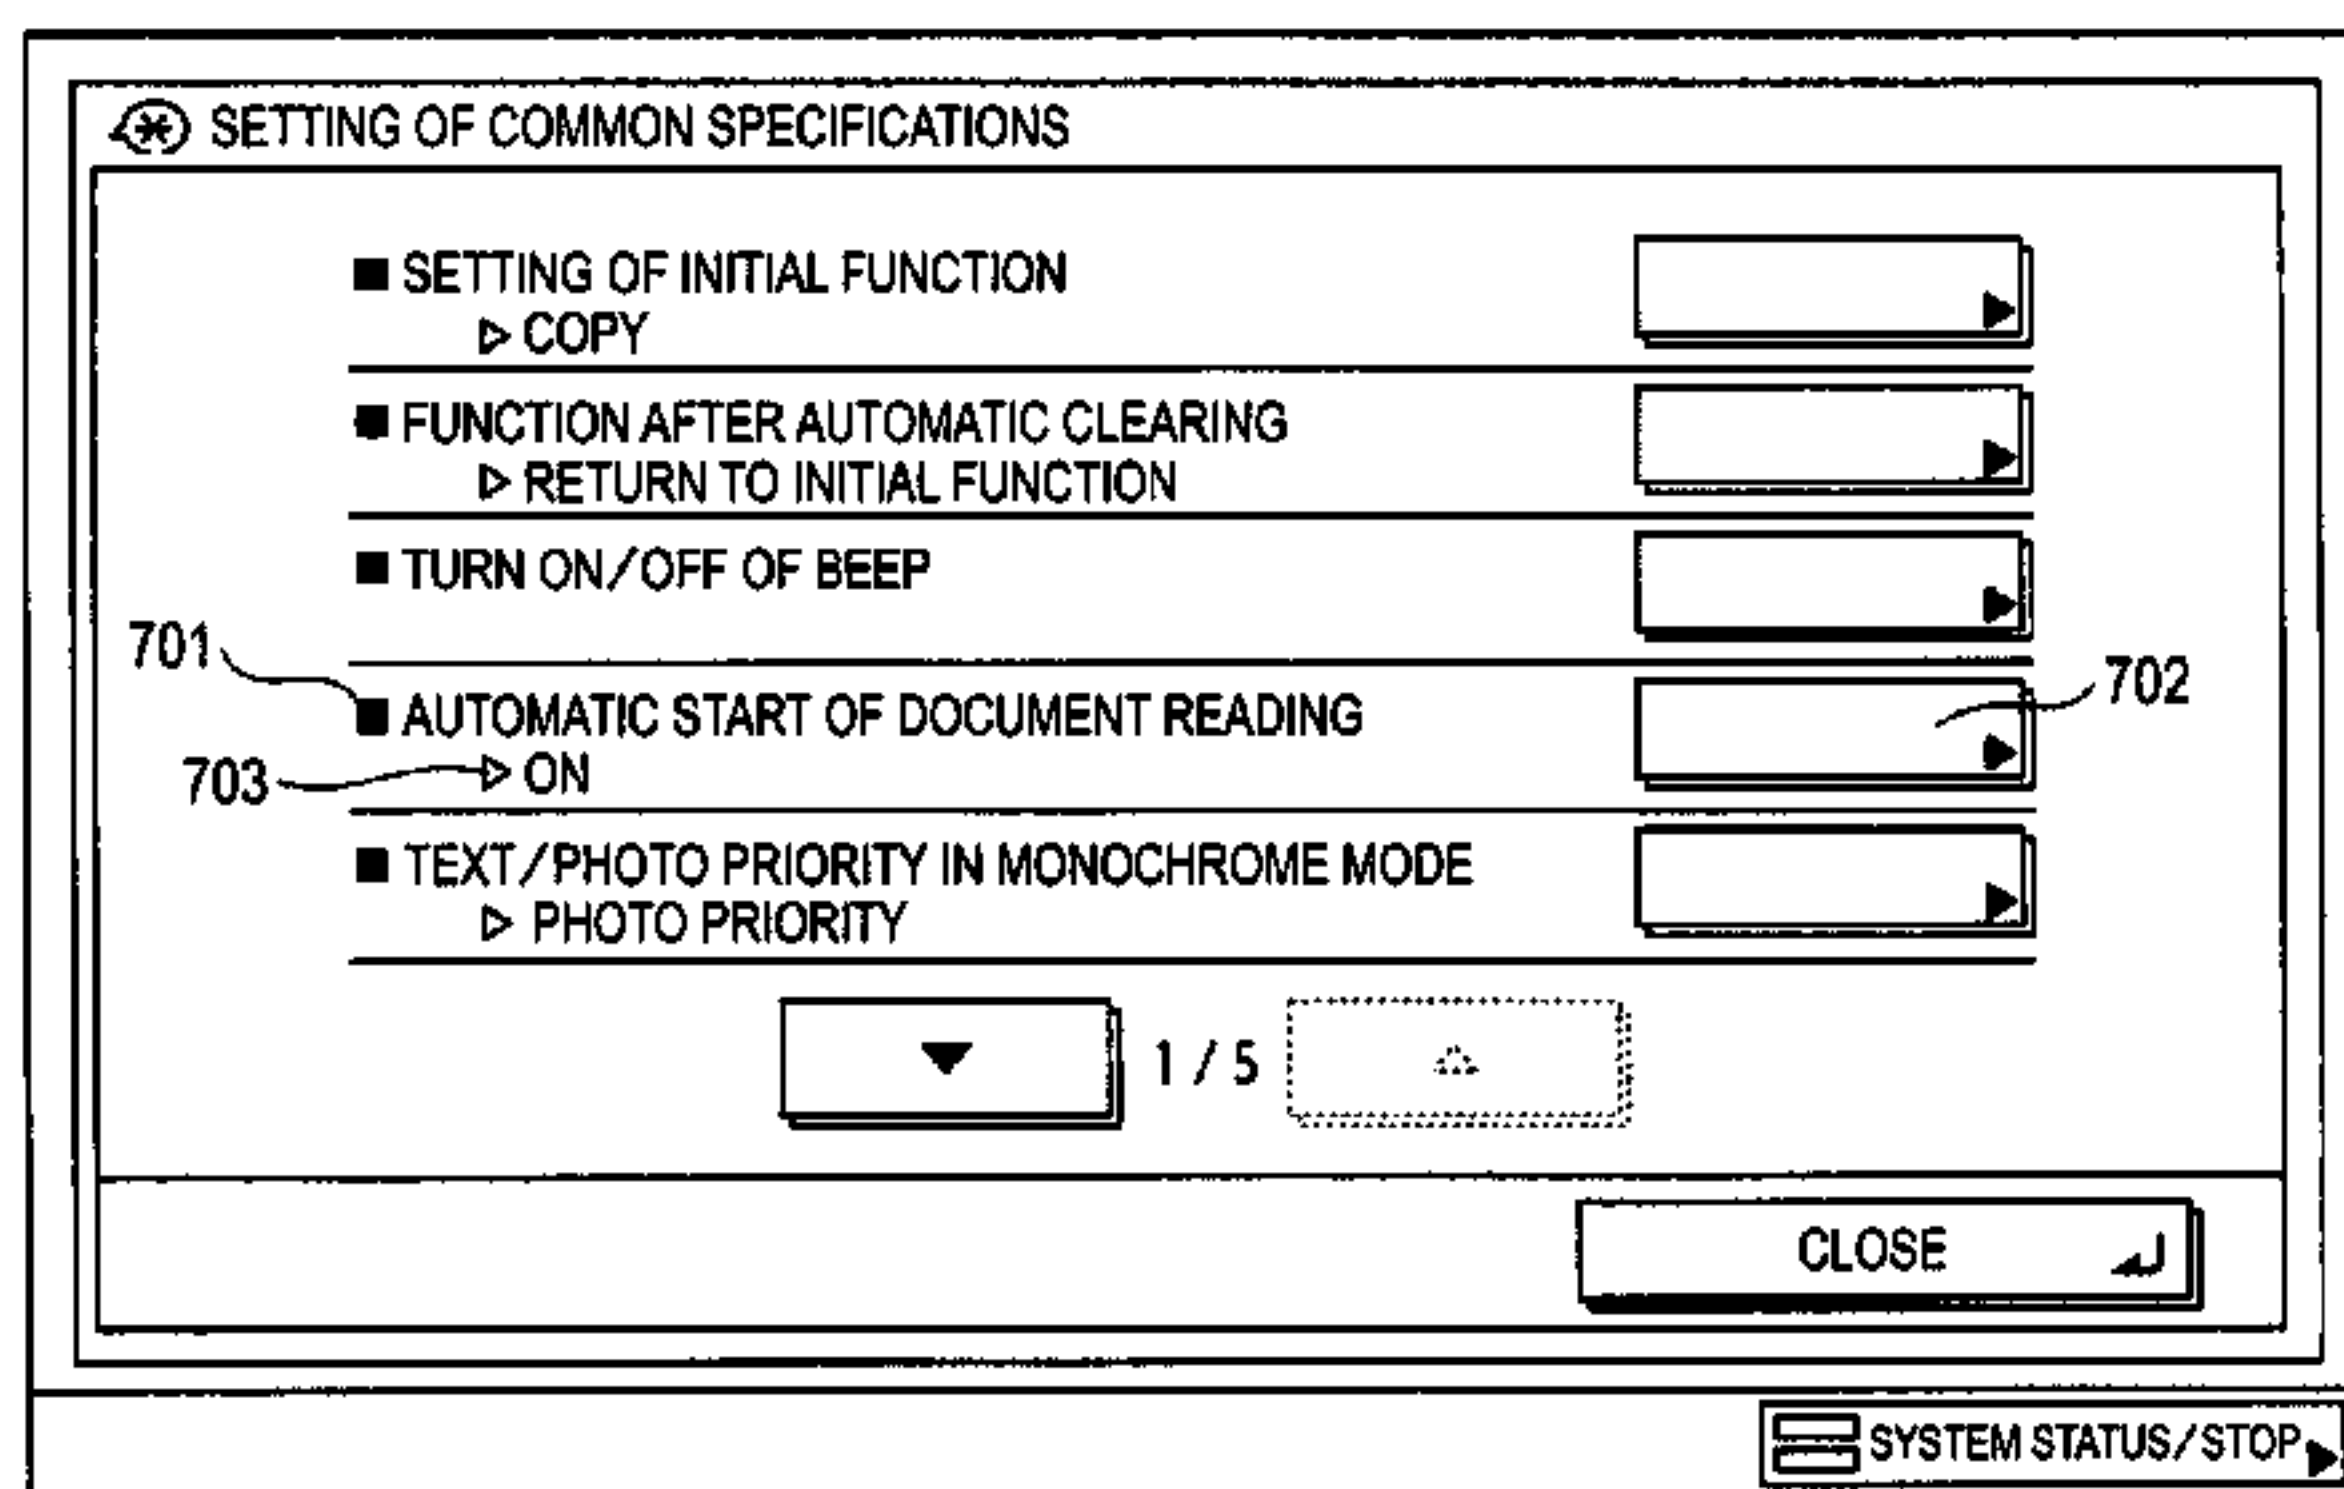 SETTING OF COMMON SPECIFICATIONS
■ SETTING OF INITIAL FUNCTION
▷ COPY
■ FUNCTION AFTER AUTOMATIC CLEARING
▷ RETURN TO INITIAL FUNCTION
■ TURN ON/OFF OF BEEP
701
■ AUTOMATIC START OF DOCUMENT READING
702
703
▷ ON
■ TEXT/PHOTO PRIORITY IN MONOCHROME MODE
▷ PHOTO PRIORITY
▼ 1 / 5 △
CLOSE
SYSTEM STATUS/STOP